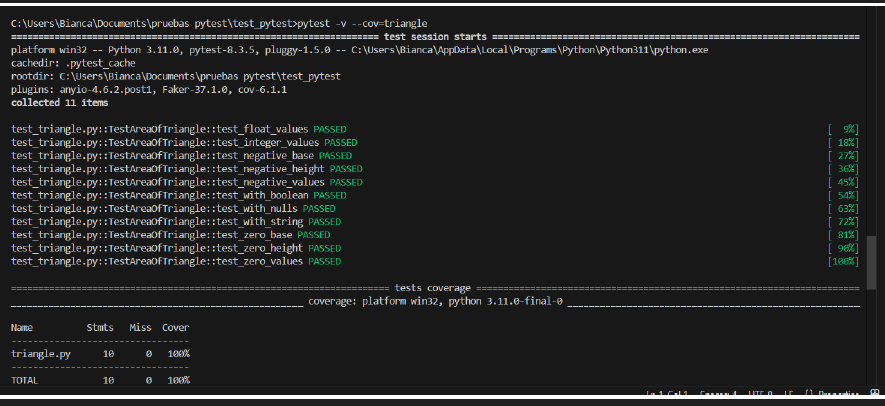 C:\Users\Bianca\Documents\pruebas pytest\test_pytest>pytest -v --cov=triangle
==================================================================== test session starts ====================================================================
platform win32 -- Python 3.11.0, pytest-8.3.5, pluggy-1.5.0 -- C:\Users\Bianca\AppData\Local\Programs\Python\Python311\python.exe
cachedir: .pytest_cache
rootdir: C:\Users\Bianca\Documents\pruebas pytest\test_pytest
plugins: anyio-4.6.2.post1, Faker-37.1.0, cov-6.1.1
collected 11 items
test_triangle.py::TestAreaOfTriangle::test_float_values PASSED [  9%]
test_triangle.py::TestAreaOfTriangle::test_integer_values PASSED [ 18%]
test_triangle.py::TestAreaOfTriangle::test_negative_base PASSED [ 27%]
test_triangle.py::TestAreaOfTriangle::test_negative_height PASSED [ 36%]
test_triangle.py::TestAreaOfTriangle::test_negative_values PASSED [ 45%]
test_triangle.py::TestAreaOfTriangle::test_with_boolean PASSED [ 54%]
test_triangle.py::TestAreaOfTriangle::test_with_nulls PASSED [ 63%]
test_triangle.py::TestAreaOfTriangle::test_with_string PASSED [ 72%]
test_triangle.py::TestAreaOfTriangle::test_zero_base PASSED [ 81%]
test_triangle.py::TestAreaOfTriangle::test_zero_height PASSED [ 90%]
test_triangle.py::TestAreaOfTriangle::test_zero_values PASSED [100%]
====================================================================== tests coverage ======================================================================
______________________________________________________ coverage: platform win32, python 3.11.0-final-0 ______________________________________________________
Name Stmts Miss Cover
---------------------------------
triangle.py 10 0 100%
---------------------------------
TOTAL 10 0 100%